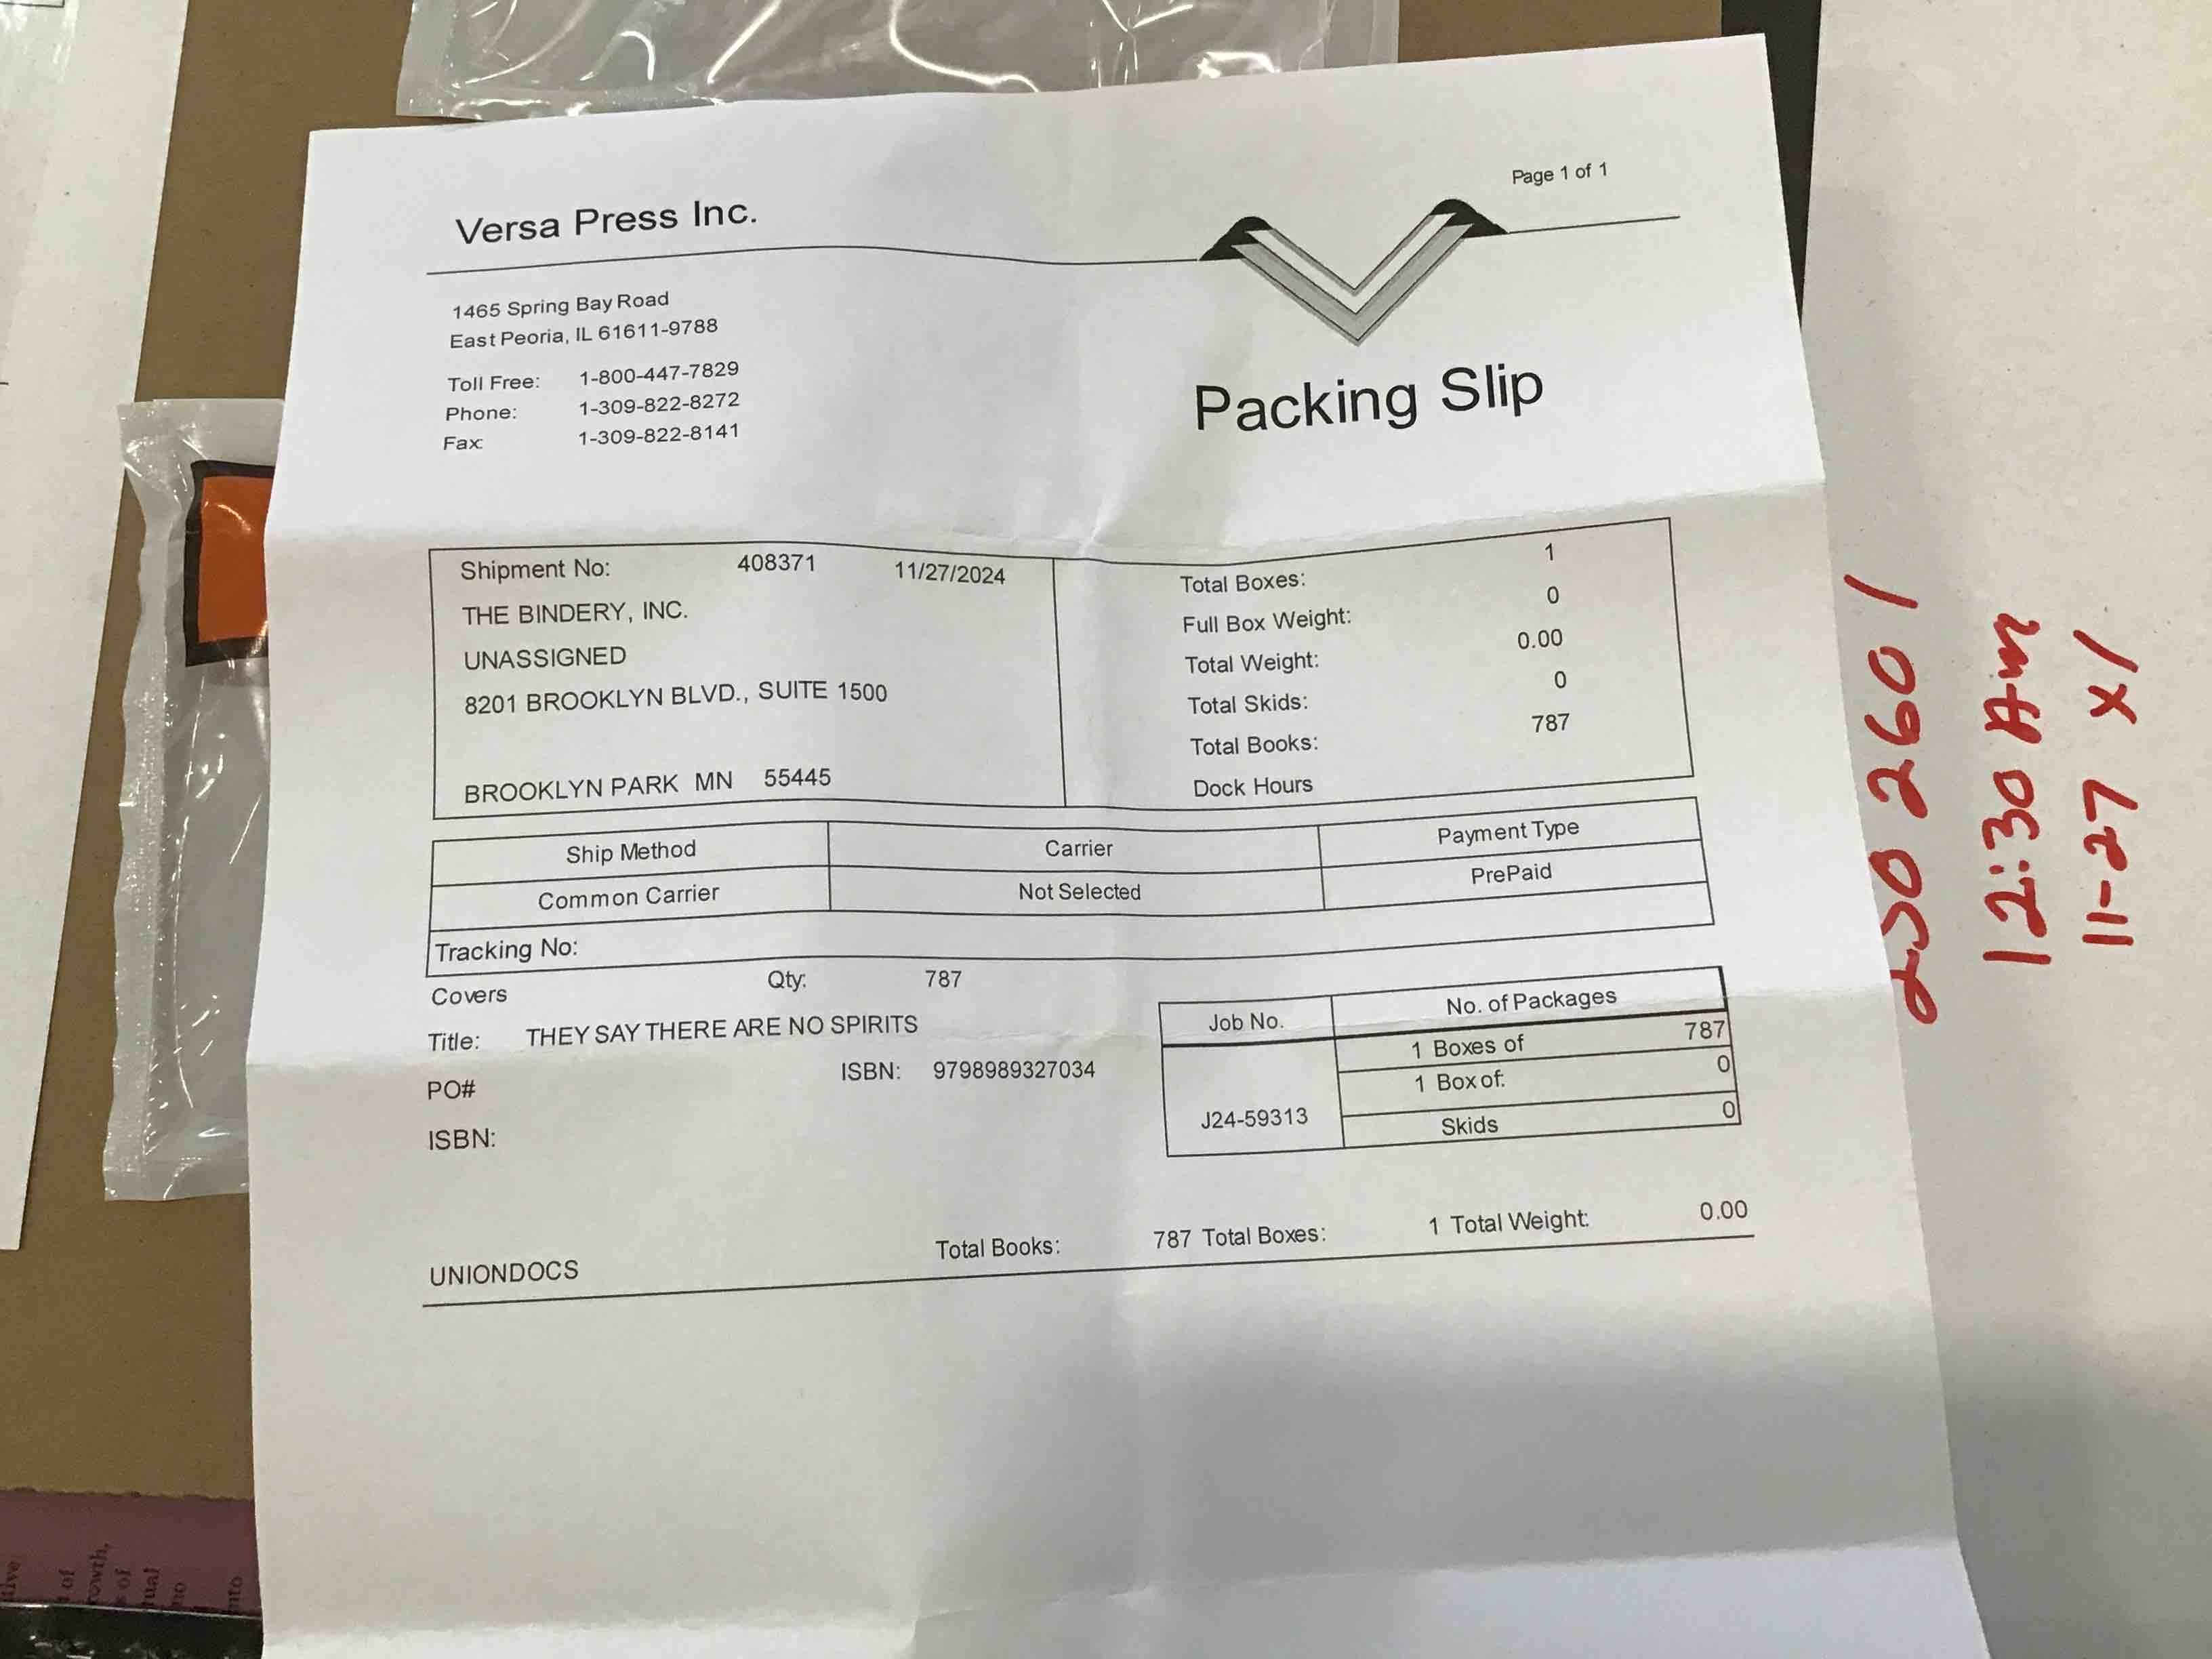 Page 1 of 1
Versa Press Inc.
1465 Spring Bay Road
East Peoria, IL 61611-9788
Toll Free: 1-800-447-7829
Phone: 1-309-822-8272
Fax: 1-309-822-8141
Packing Slip
Shipment No: 408371 11/27/2024
THE BINDERY, INC.
UNASSIGNED
8201 BROOKLYN BLVD., SUITE 1500
BROOKLYN PARK MN 55445
Total Boxes: 1
Full Box Weight: 0
Total Weight: 0.00
Total Skids: 0
Total Books: 787
Dock Hours
Ship Method Carrier Payment Type
Common Carrier Not Selected PrePaid
Tracking No:
Covers Qty: 787
Title: THEY SAY THERE ARE NO SPIRITS
PO# ISBN: 9798989327034
ISBN:
Job No. No. of Packages
J24-59313
1 Boxes of 787
1 Box of: 0
Skids 0
UNIONDOCS Total Books: 787 Total Boxes: 1 Total Weight: 0.00
2601
12:30 Am
11-27 x1
of
rowth,
of
no